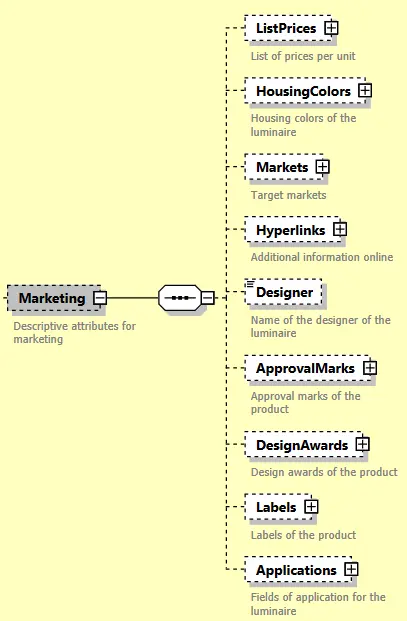 ListPrices
List of prices per unit
HousingColors
Housing colors of the
luminaire
Markets
Target markets
Hyperlinks
Additional information online
Marketing
Descriptive attributes for
marketing
Designer
Name of the designer of the
luminaire
ApprovalMarks
Approval marks of the
product
DesignAwards
Design awards of the product
Labels
Labels of the product
Applications
Fields of application for the
luminaire